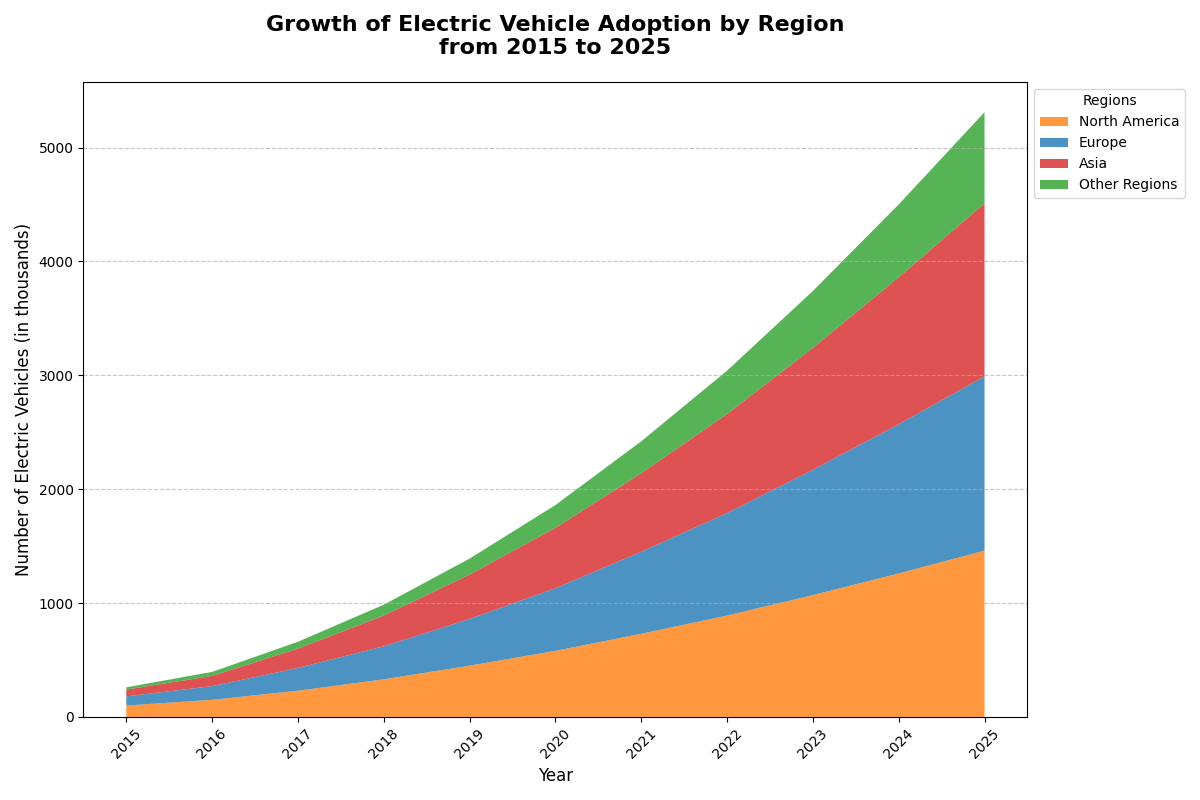 Growth of Electric Vehicle Adoption by Region
from 2015 to 2025
Number of Electric Vehicles (in thousands)
5000
4000
3000
2000
1000
0
2015
2016
2017
2018
2019
2020
2021
2022
2023
2024
2025
Year
Regions
North America
Europe
Asia
Other Regions